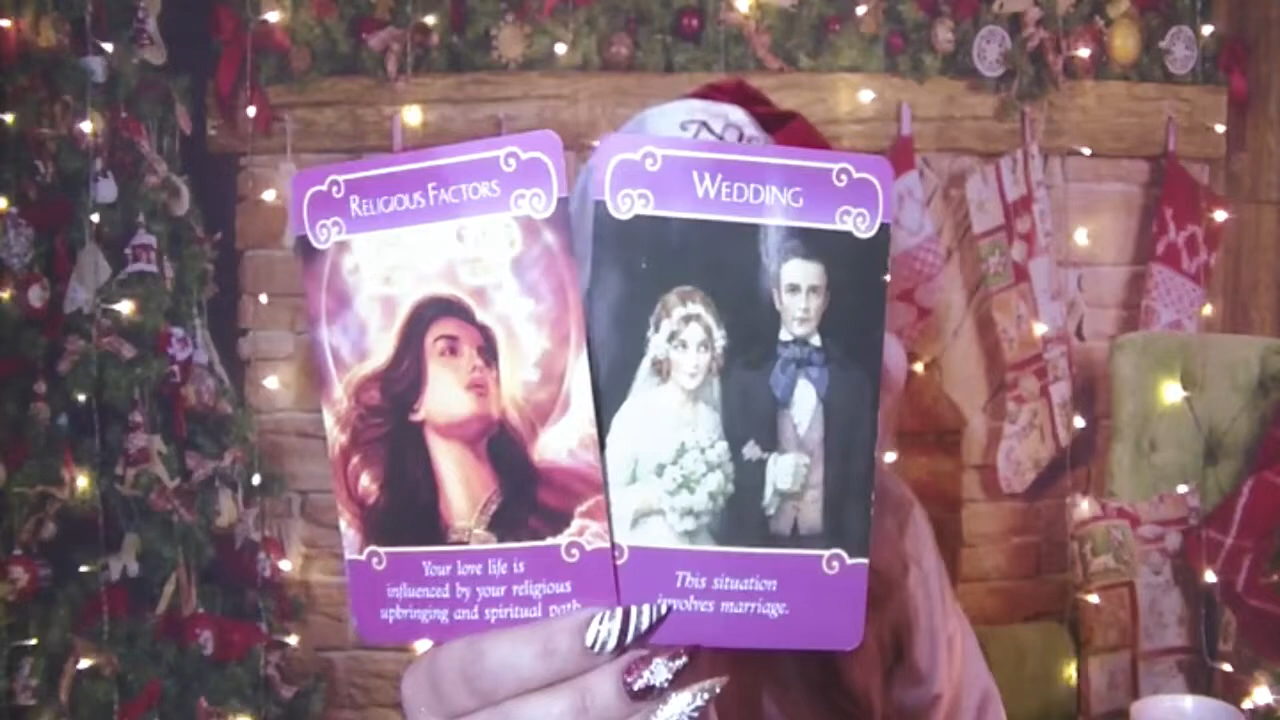 RELIGIOUS FACTORS
Your love life is
influenced by your religious
upbringing and spiritual path
WEDDING
This situation
involves marriage.